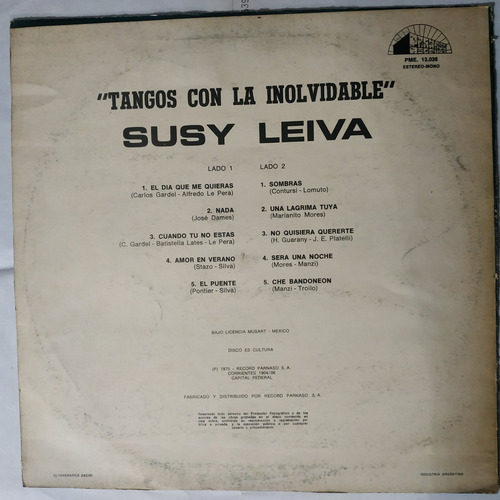 PME. 13.038
ESTEREO-MONO
"TANGOS CON LA INOLVIDABLE"
SUSY LEIVA
LADO 1
1. EL DIA QUE ME QUIERAS
(Carlos Gardel - Alfredo Le Pera)
2. NADA
(José Dames)
3. CUANDO TU NO ESTAS
(C. Gardel - Batistella Lates - Le Pera)
4. AMOR EN VERANO
(Stazo - Silva)
5. EL PUENTE
(Pontier - Silva)
LADO 2
1. SOMBRAS
(Contursi - Lomuto)
2. UNA LAGRIMA TUYA
(Marianito Mores)
3. NO QUISIERA QUERERTE
(H. Guarany - J. E. Platelli)
4. SERA UNA NOCHE
(Mores - Manzi)
5. CHE BANDONEON
(Manzi - Troilo)
BAJO LICENCIA MUSART - MEXICO
DISCO ES CULTURA
(P) 1975 - RECORD PARNASO S. A.
CORRIENTES 1904/26
CAPITAL FEDERAL
FABRICADO Y DISTRIBUIDO POR RECORD PARNASO S. A.
INDUSTRIA ARGENTINA